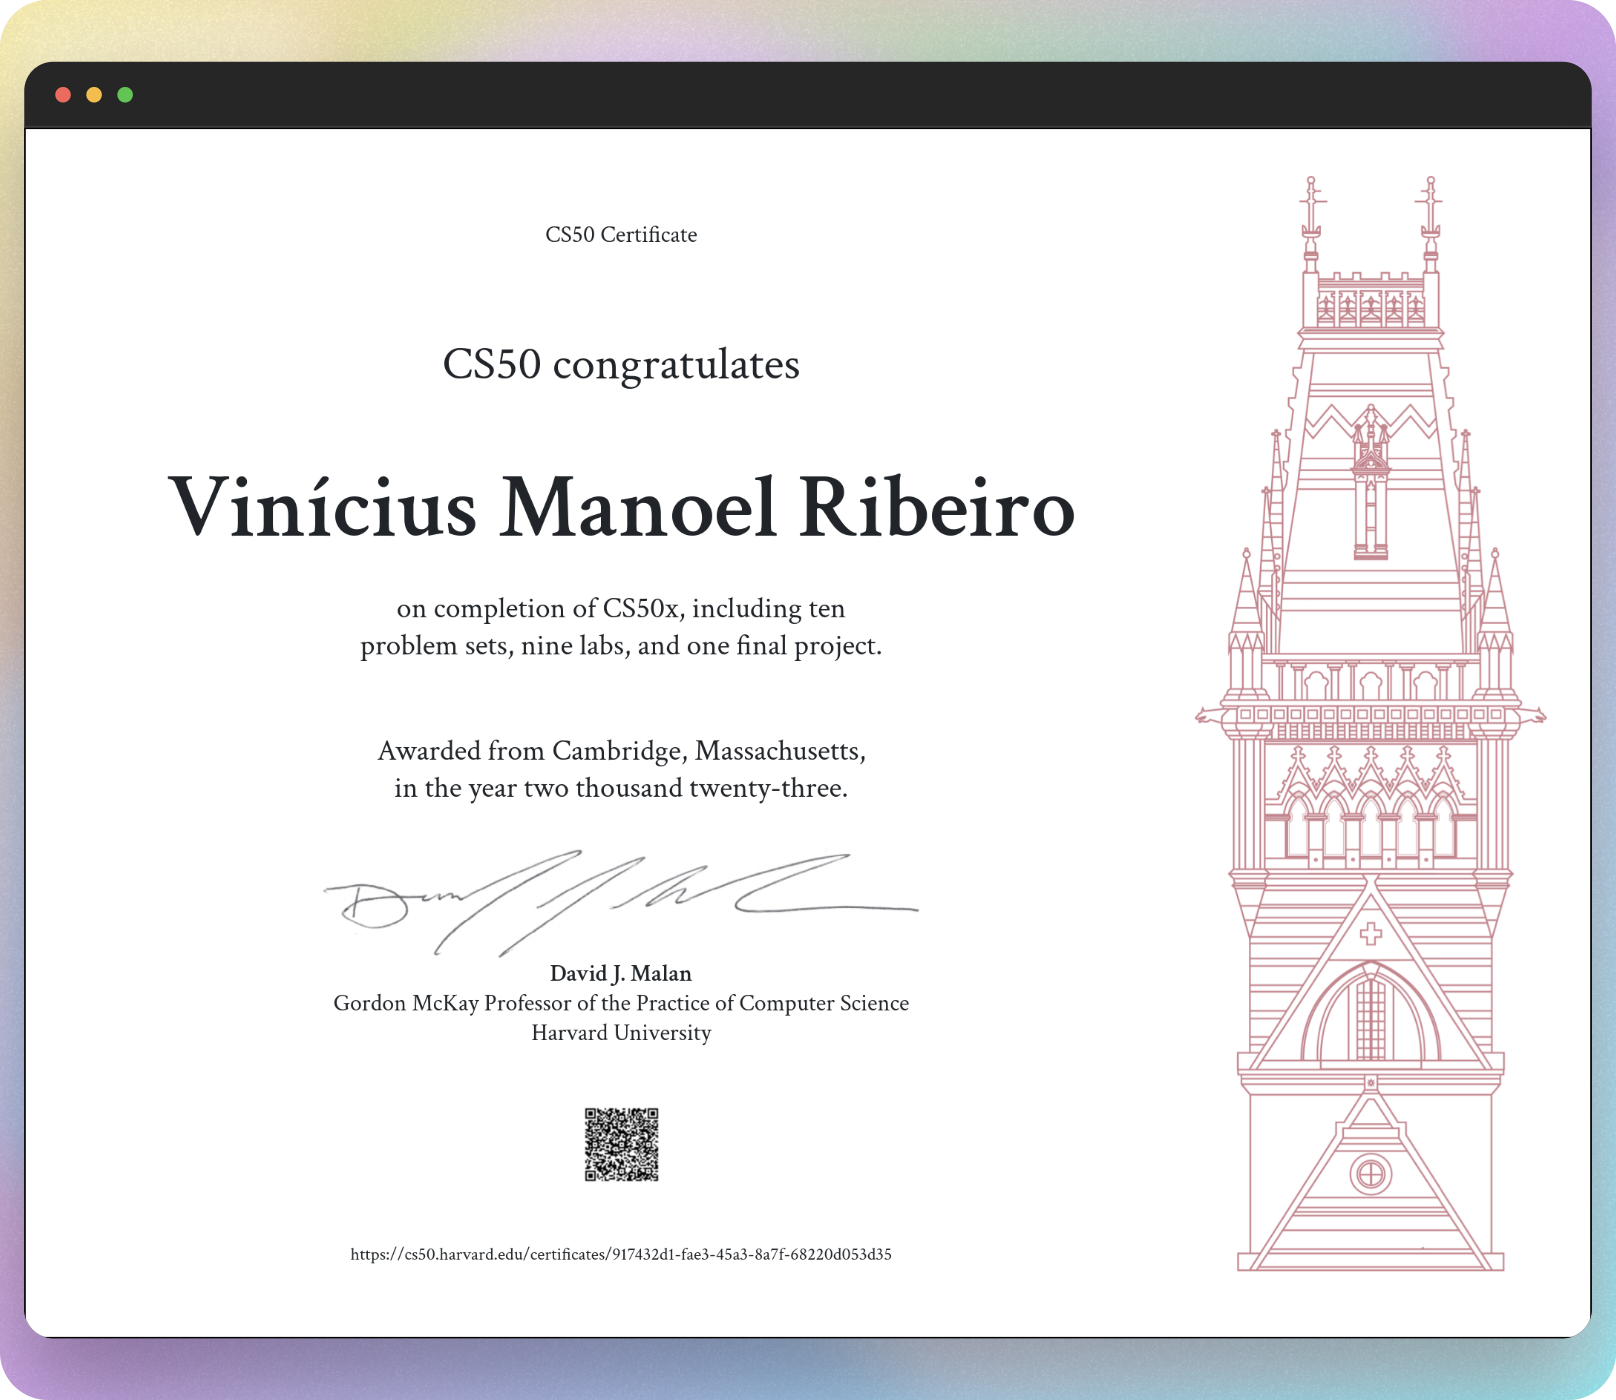 CS50 Certificate
CS50 congratulates
Vinícius Manoel Ribeiro
on completion of CS50x, including ten
problem sets, nine labs, and one final project.
Awarded from Cambridge, Massachusetts,
in the year two thousand twenty-three.
David J. Malan
Gordon McKay Professor of the Practice of Computer Science
Harvard University
https://cs50.harvard.edu/certificates/917432d1-fae3-45a3-8a7f-68220d053d35